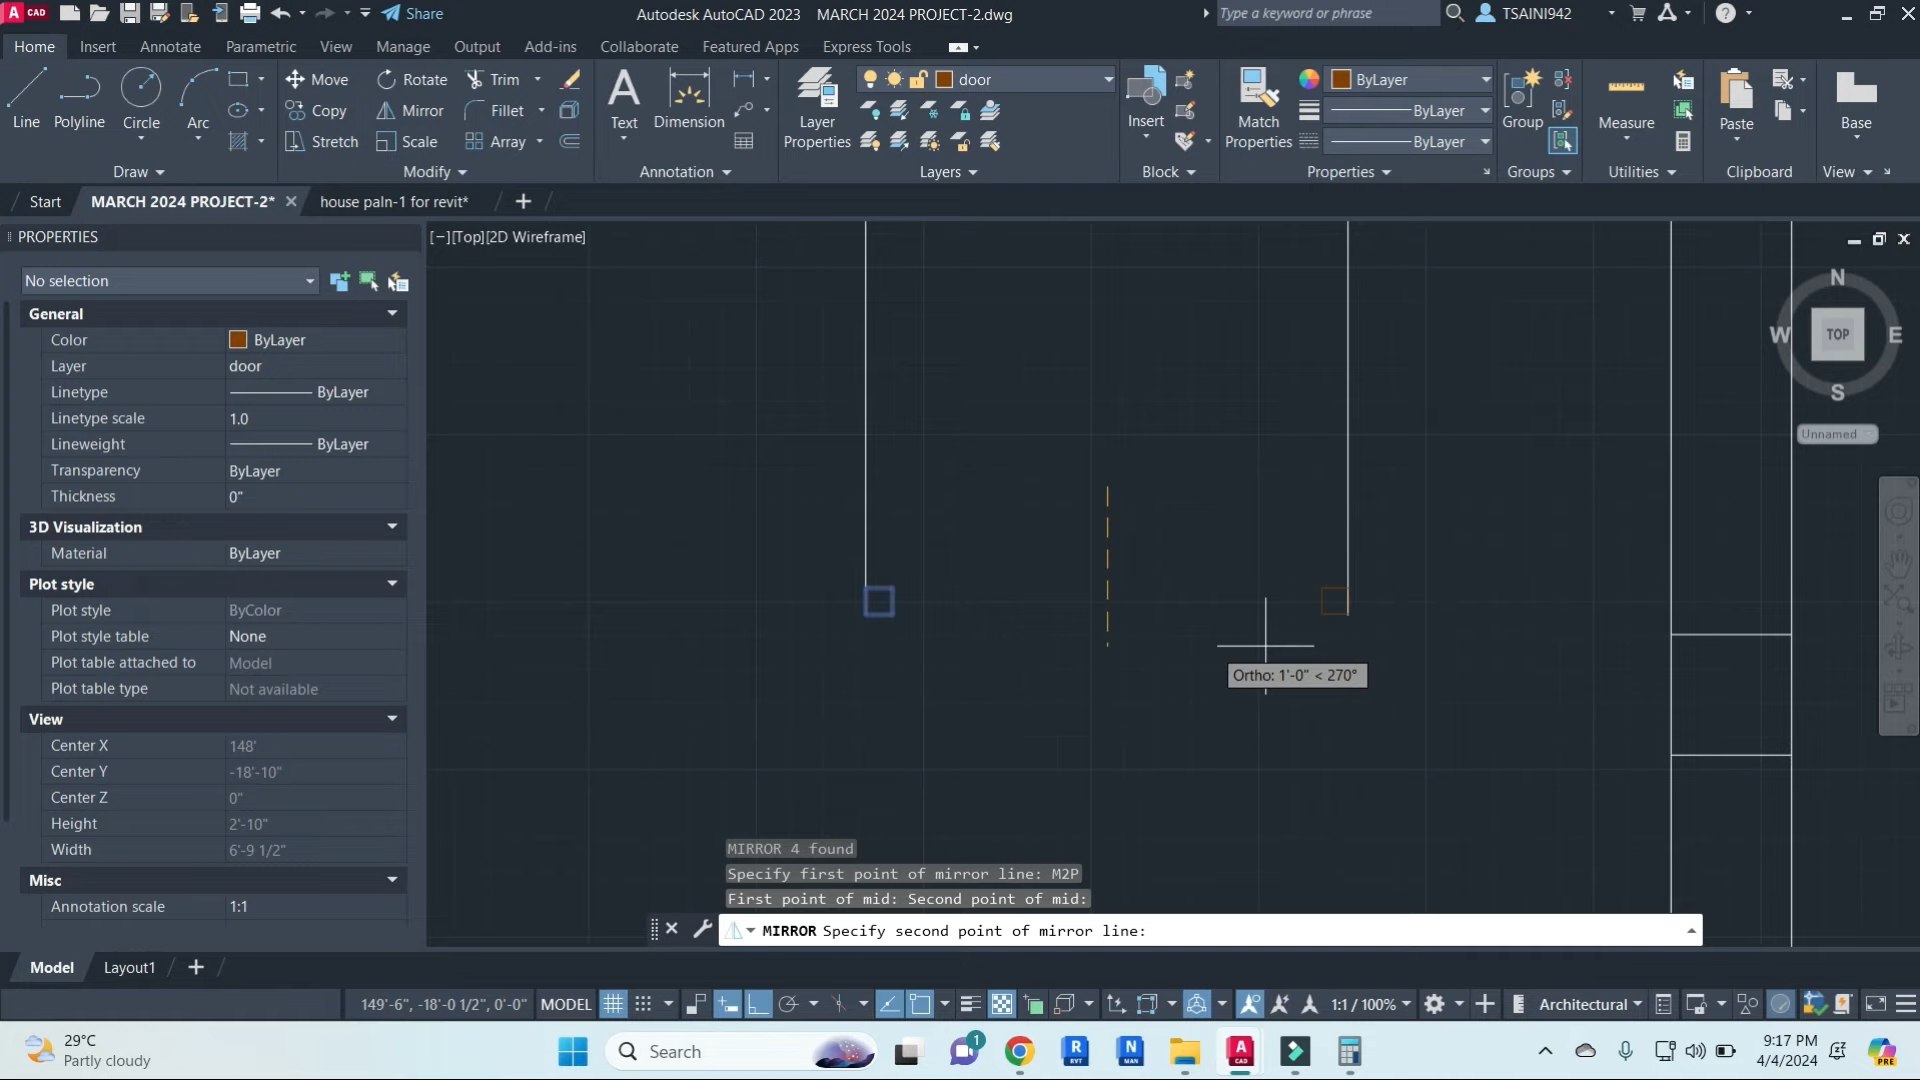 A CAD
Share
Autodesk AutoCAD 2023 MARCH 2024 PROJECT-2.dwg
Type a keyword or phrase
TSAINI942
Home Insert Annotate Parametric View Manage Output Add-ins Collaborate Featured Apps Express Tools
Line
Polyline
Circle
Arc
Draw
Move
Rotate
Trim
Copy
Mirror
Fillet
Stretch
Scale
Array
Modify
Text
Dimension
Annotation
Layer
Properties
door
Layers
Insert
Block
Match
Properties
ByLayer
ByLayer
ByLayer
Properties
Group
Groups
Measure
Utilities
Paste
Clipboard
Base
View
Start
MARCH 2024 PROJECT-2*
house paln-1 for revit*
PROPERTIES
No selection
General
Color ByLayer
Layer door
Linetype ByLayer
Linetype scale 1.0
Lineweight ByLayer
Transparency ByLayer
Thickness 0"
3D Visualization
Material ByLayer
Plot style
Plot style ByColor
Plot style table None
Plot table attached to Model
Plot table type Not available
View
Center X 148'
Center Y -18'-10"
Center Z 0"
Height 2'-10"
Width 6'-9 1/2"
Misc
Annotation scale 1:1
[−][Top][2D Wireframe]
N
W
TOP
E
S
Unnamed
Ortho: 1'-0" < 270°
MIRROR 4 found
Specify first point of mirror line: M2P
First point of mid: Second point of mid:
MIRROR Specify second point of mirror line:
Model
Layout1
149'-6", -18'-0 1/2", 0'-0"
MODEL
1:1 / 100%
Architectural
29°C
Partly cloudy
Search
1
R
RVT
N
MAN
A
CAD
9:17 PM
4/4/2024
PRE